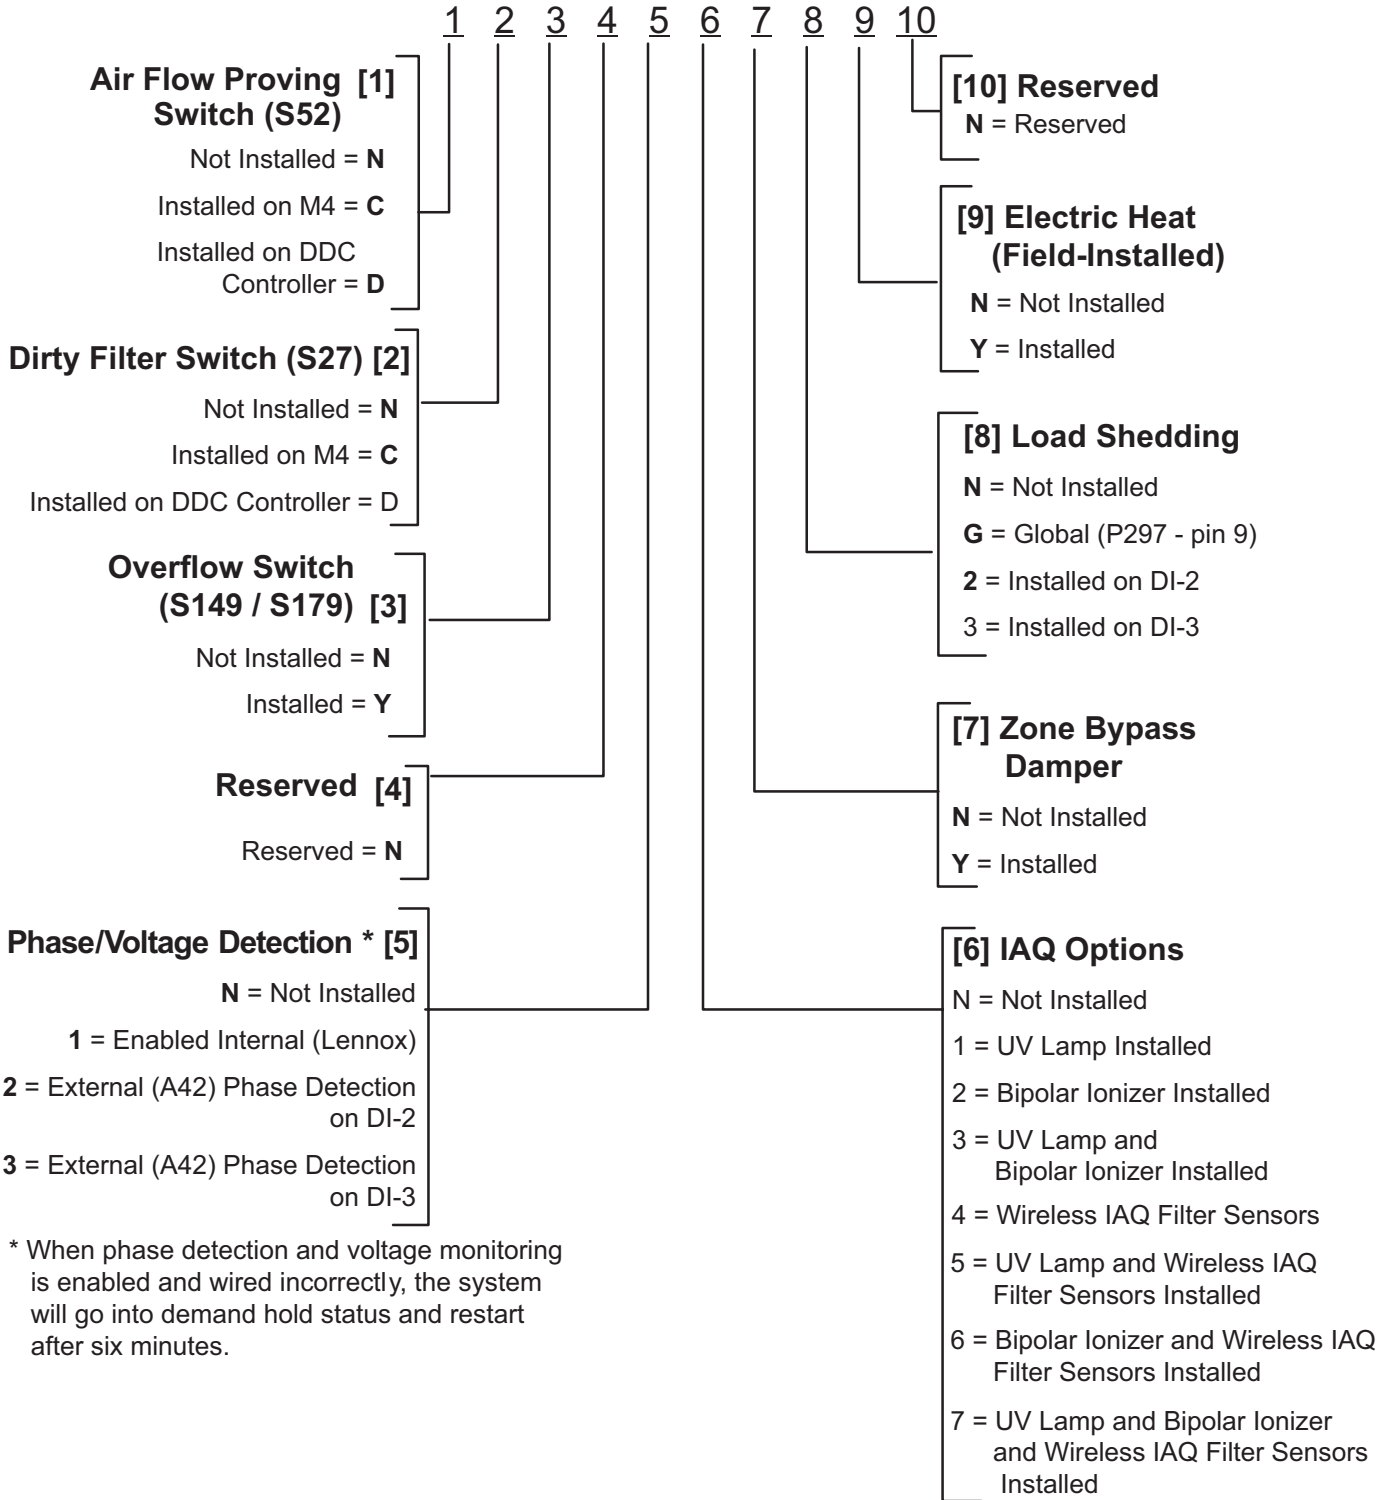 1 2 3 4 5 6 7 8 9 10
Air Flow Proving [1]
Switch (S52)
Not Installed = N
Installed on M4 = C
Installed on DDC
Controller = D
Dirty Filter Switch (S27) [2]
Not Installed = N
Installed on M4 = C
Installed on DDC Controller = D
Overflow Switch
(S149 / S179) [3]
Not Installed = N
Installed = Y
Reserved [4]
Reserved = N
Phase/Voltage Detection * [5]
N = Not Installed
1 = Enabled Internal (Lennox)
2 = External (A42) Phase Detection
on DI-2
3 = External (A42) Phase Detection
on DI-3
* When phase detection and voltage monitoring
is enabled and wired incorrectly, the system
will go into demand hold status and restart
after six minutes.
[10] Reserved
N = Reserved
[9] Electric Heat
(Field-Installed)
N = Not Installed
Y = Installed
[8] Load Shedding
N = Not Installed
G = Global (P297 - pin 9)
2 = Installed on DI-2
3 = Installed on DI-3
[7] Zone Bypass
Damper
N = Not Installed
Y = Installed
[6] IAQ Options
N = Not Installed
1 = UV Lamp Installed
2 = Bipolar Ionizer Installed
3 = UV Lamp and
Bipolar Ionizer Installed
4 = Wireless IAQ Filter Sensors
5 = UV Lamp and Wireless IAQ
Filter Sensors Installed
6 = Bipolar Ionizer and Wireless IAQ
Filter Sensors Installed
7 = UV Lamp and Bipolar Ionizer
and Wireless IAQ Filter Sensors
Installed